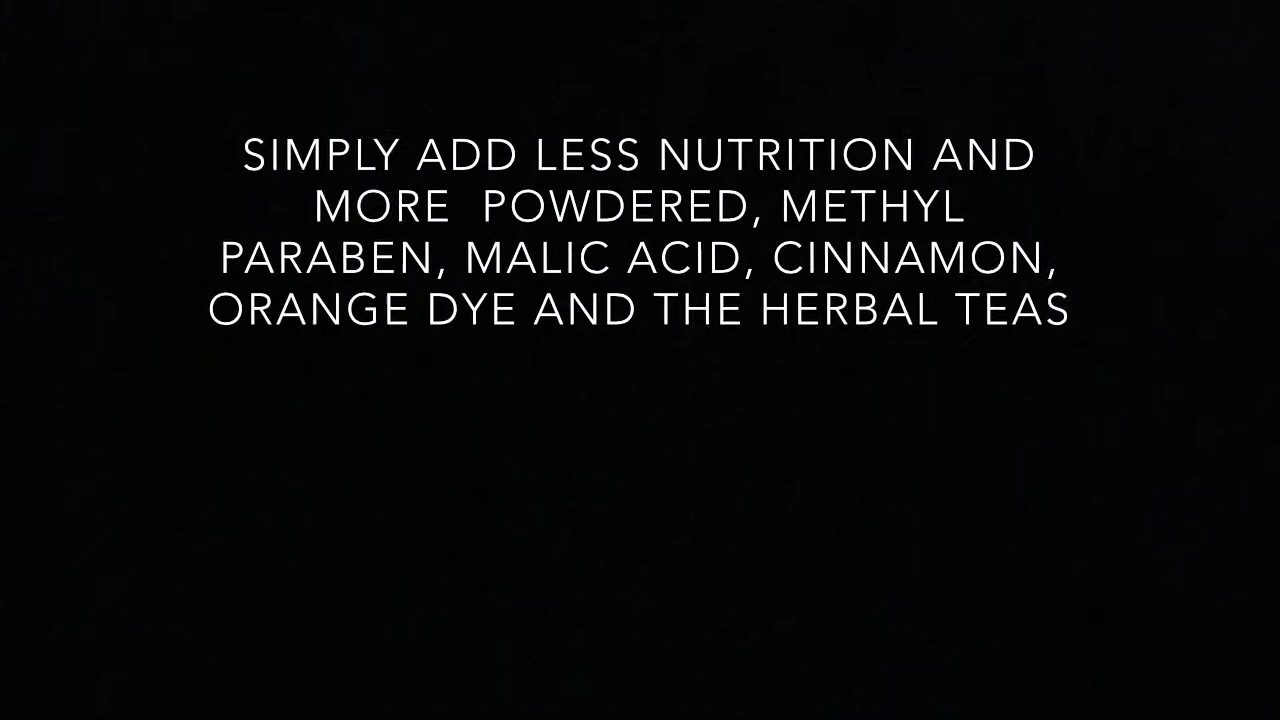 SIMPLY ADD LESS NUTRITION AND
MORE  POWDERED, METHYL
PARABEN, MALIC ACID, CINNAMON,
ORANGE DYE AND THE HERBAL TEAS